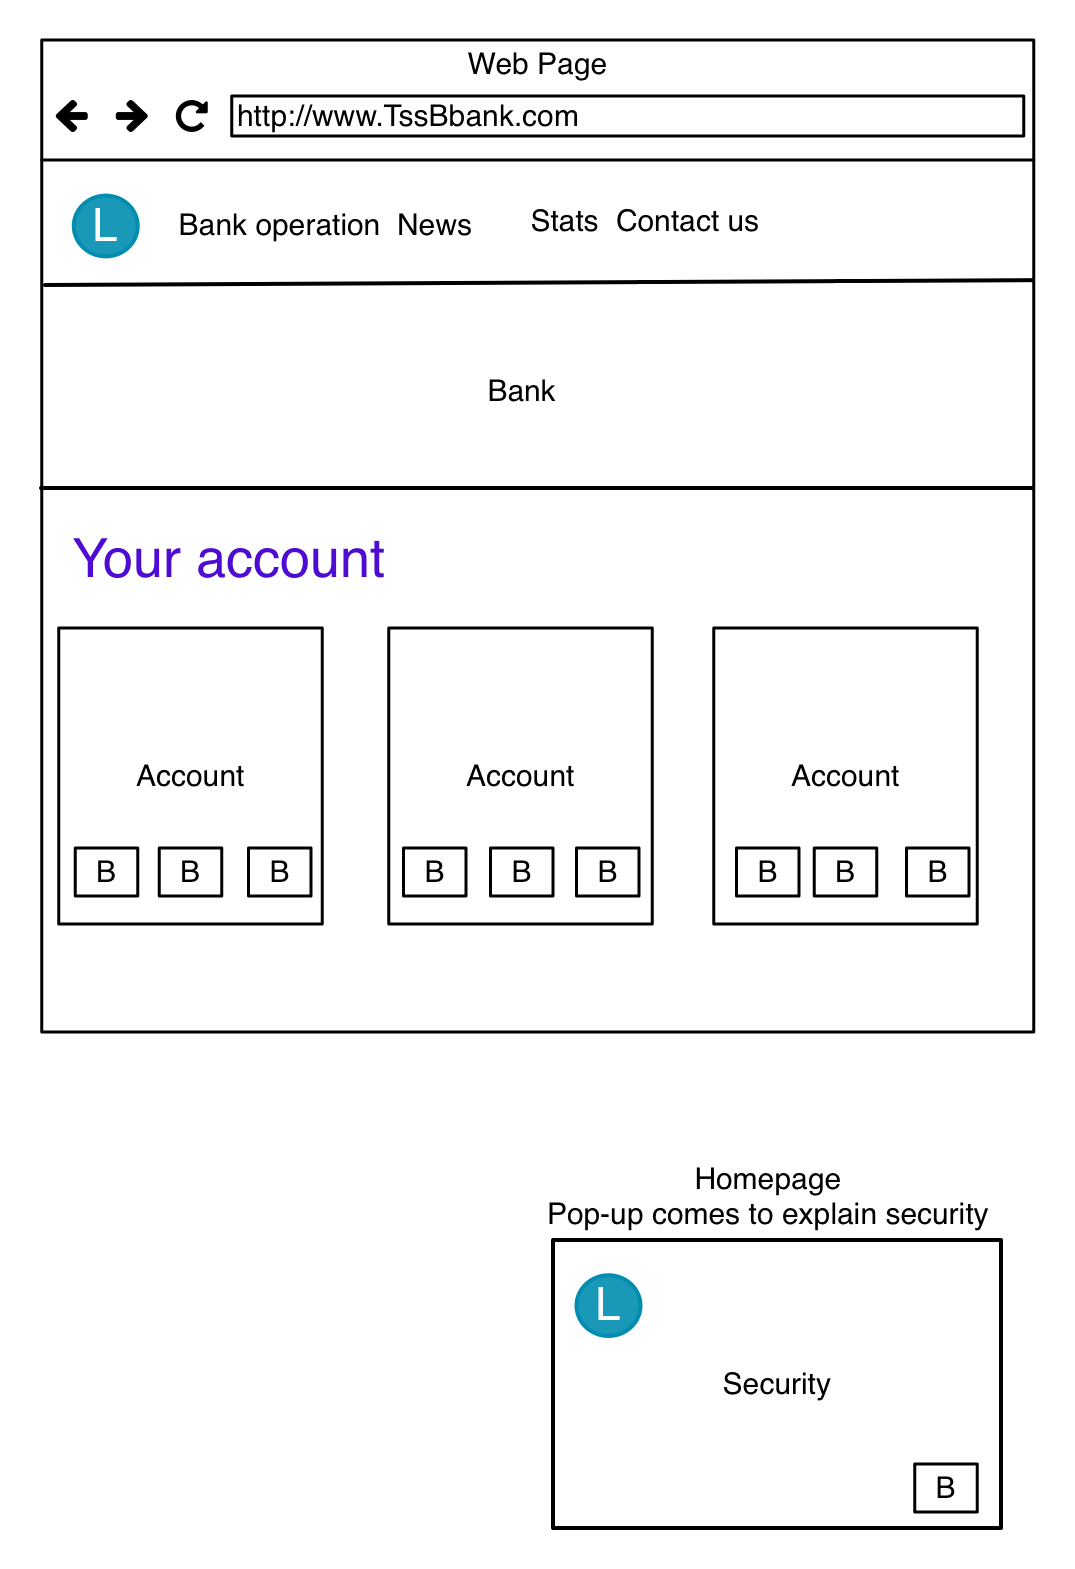 Web Page
http://www.TssBbank.com
L Bank operation News Stats Contact us
Bank
Your account
Account Account Account
B B B B B B B B B
Homepage
Pop-up comes to explain security
L
Security
B